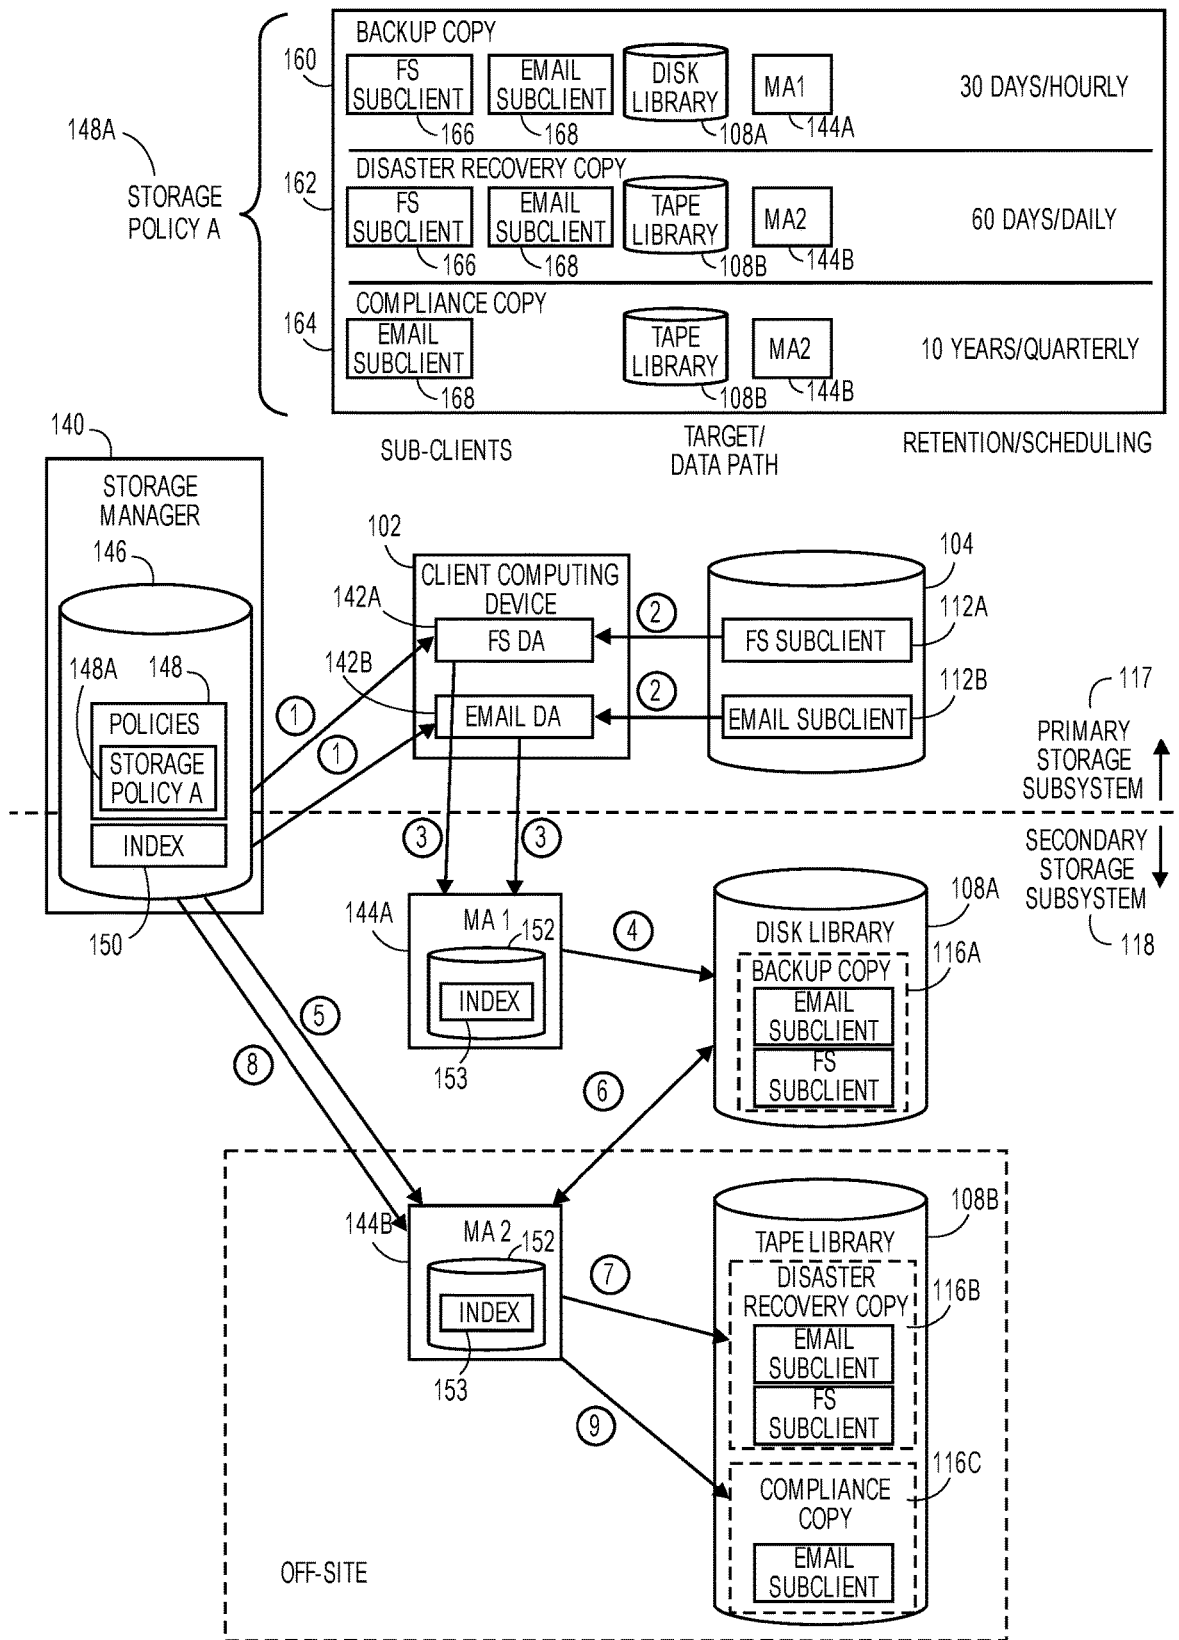 BACKUP COPY
160
FS
SUBCLIENT
166
EMAIL
SUBCLIENT
168
DISK
LIBRARY
108A
MA1
144A
30 DAYS/HOURLY
148A
STORAGE
POLICY A
DISASTER RECOVERY COPY
162
FS
SUBCLIENT
166
EMAIL
SUBCLIENT
168
TAPE
LIBRARY
108B
MA2
144B
60 DAYS/DAILY
COMPLIANCE COPY
164
EMAIL
SUBCLIENT
168
TAPE
LIBRARY
108B
MA2
144B
10 YEARS/QUARTERLY
SUB-CLIENTS
TARGET/
DATA PATH
RETENTION/SCHEDULING
140
STORAGE
MANAGER
146
148A
148
POLICIES
STORAGE
POLICY A
INDEX
150
1
1
102
CLIENT COMPUTING
DEVICE
142A
FS DA
142B
EMAIL DA
2
2
104
FS SUBCLIENT
112A
EMAIL SUBCLIENT
112B
117
PRIMARY
STORAGE
SUBSYSTEM
SECONDARY
STORAGE
SUBSYSTEM
118
3
3
144A
MA 1
152
INDEX
153
4
108A
DISK LIBRARY
116A
BACKUP COPY
EMAIL
SUBCLIENT
FS
SUBCLIENT
5
8
6
144B
MA 2
152
INDEX
153
7
9
108B
TAPE LIBRARY
DISASTER
RECOVERY COPY
116B
EMAIL
SUBCLIENT
FS
SUBCLIENT
116C
COMPLIANCE
COPY
EMAIL
SUBCLIENT
OFF-SITE